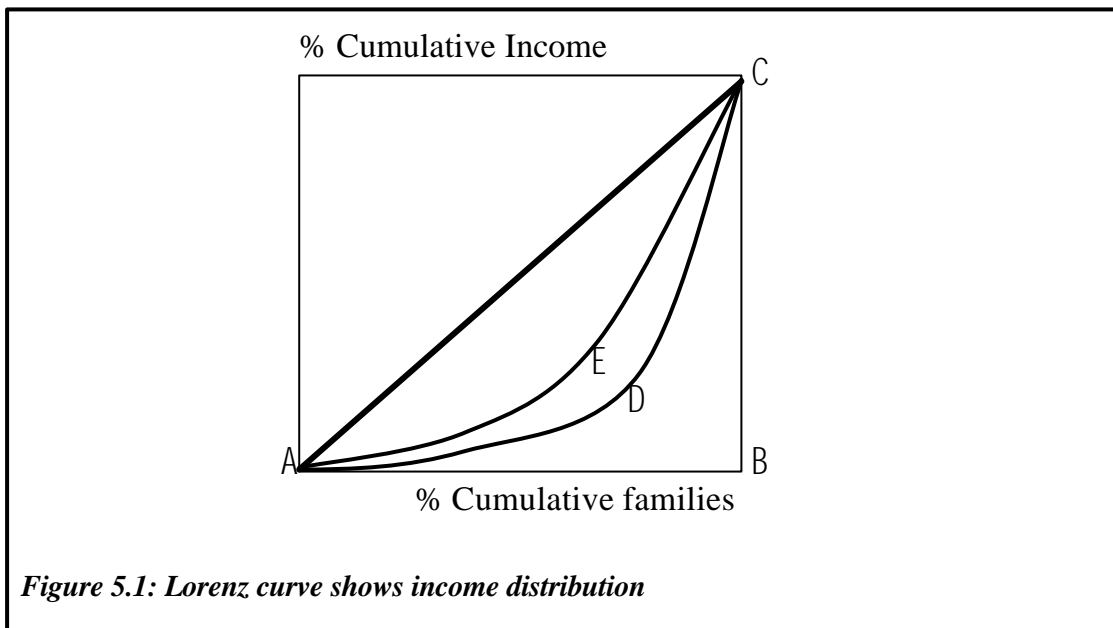 % Cumulative Income
C
E
D
A
B
% Cumulative families
Figure 5.1: Lorenz curve shows income distribution